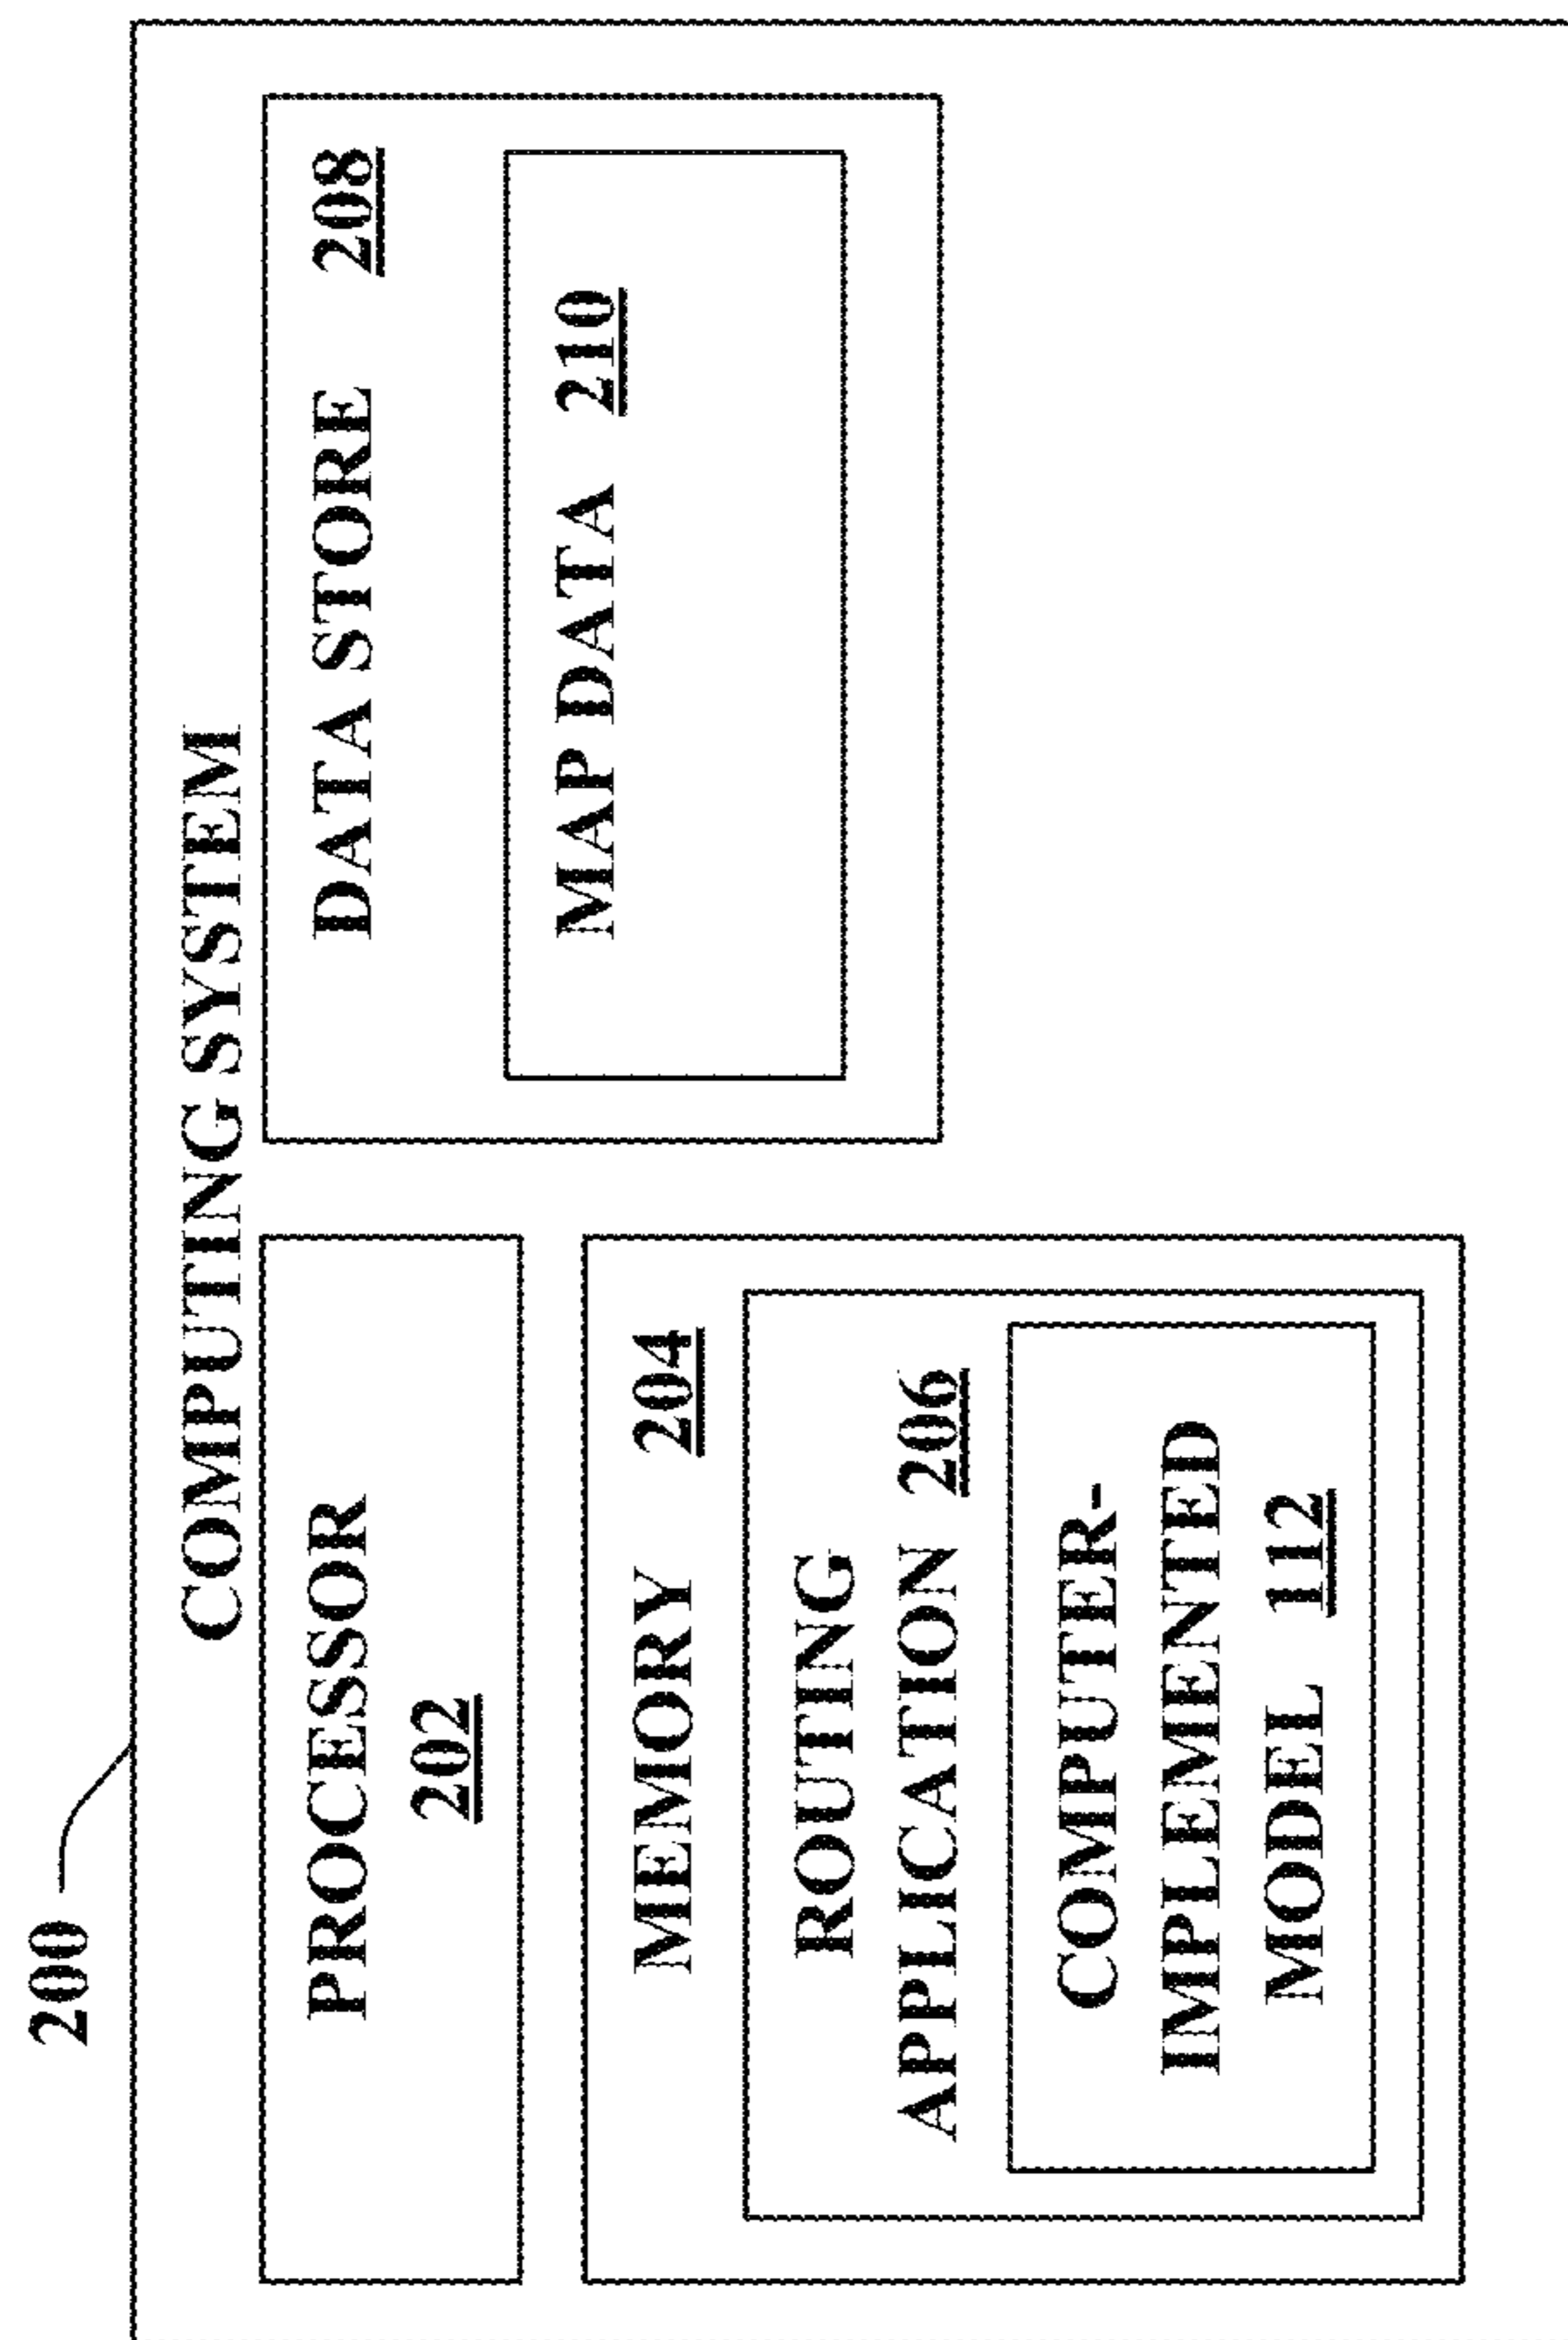 200
COMPUTING SYSTEM
PROCESSOR
202
MEMORY 204
ROUTING
APPLICATION 206
COMPUTER-
IMPLEMENTED
MODEL 112
DATA STORE 208
MAP DATA 210